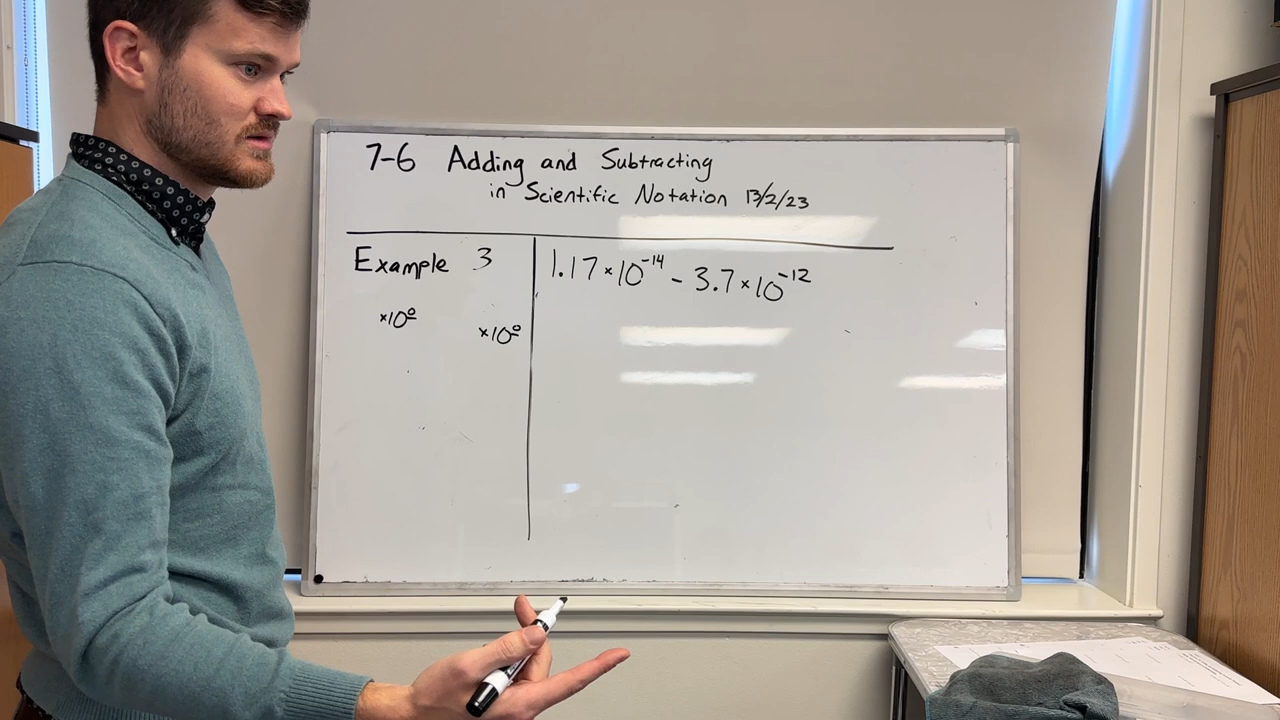 7-6 Adding and Subtracting
in Scientific Notation 13/2/23
Example 3
×10⁰ ×10⁰
1.17×10⁻¹⁴ - 3.7×10⁻¹²